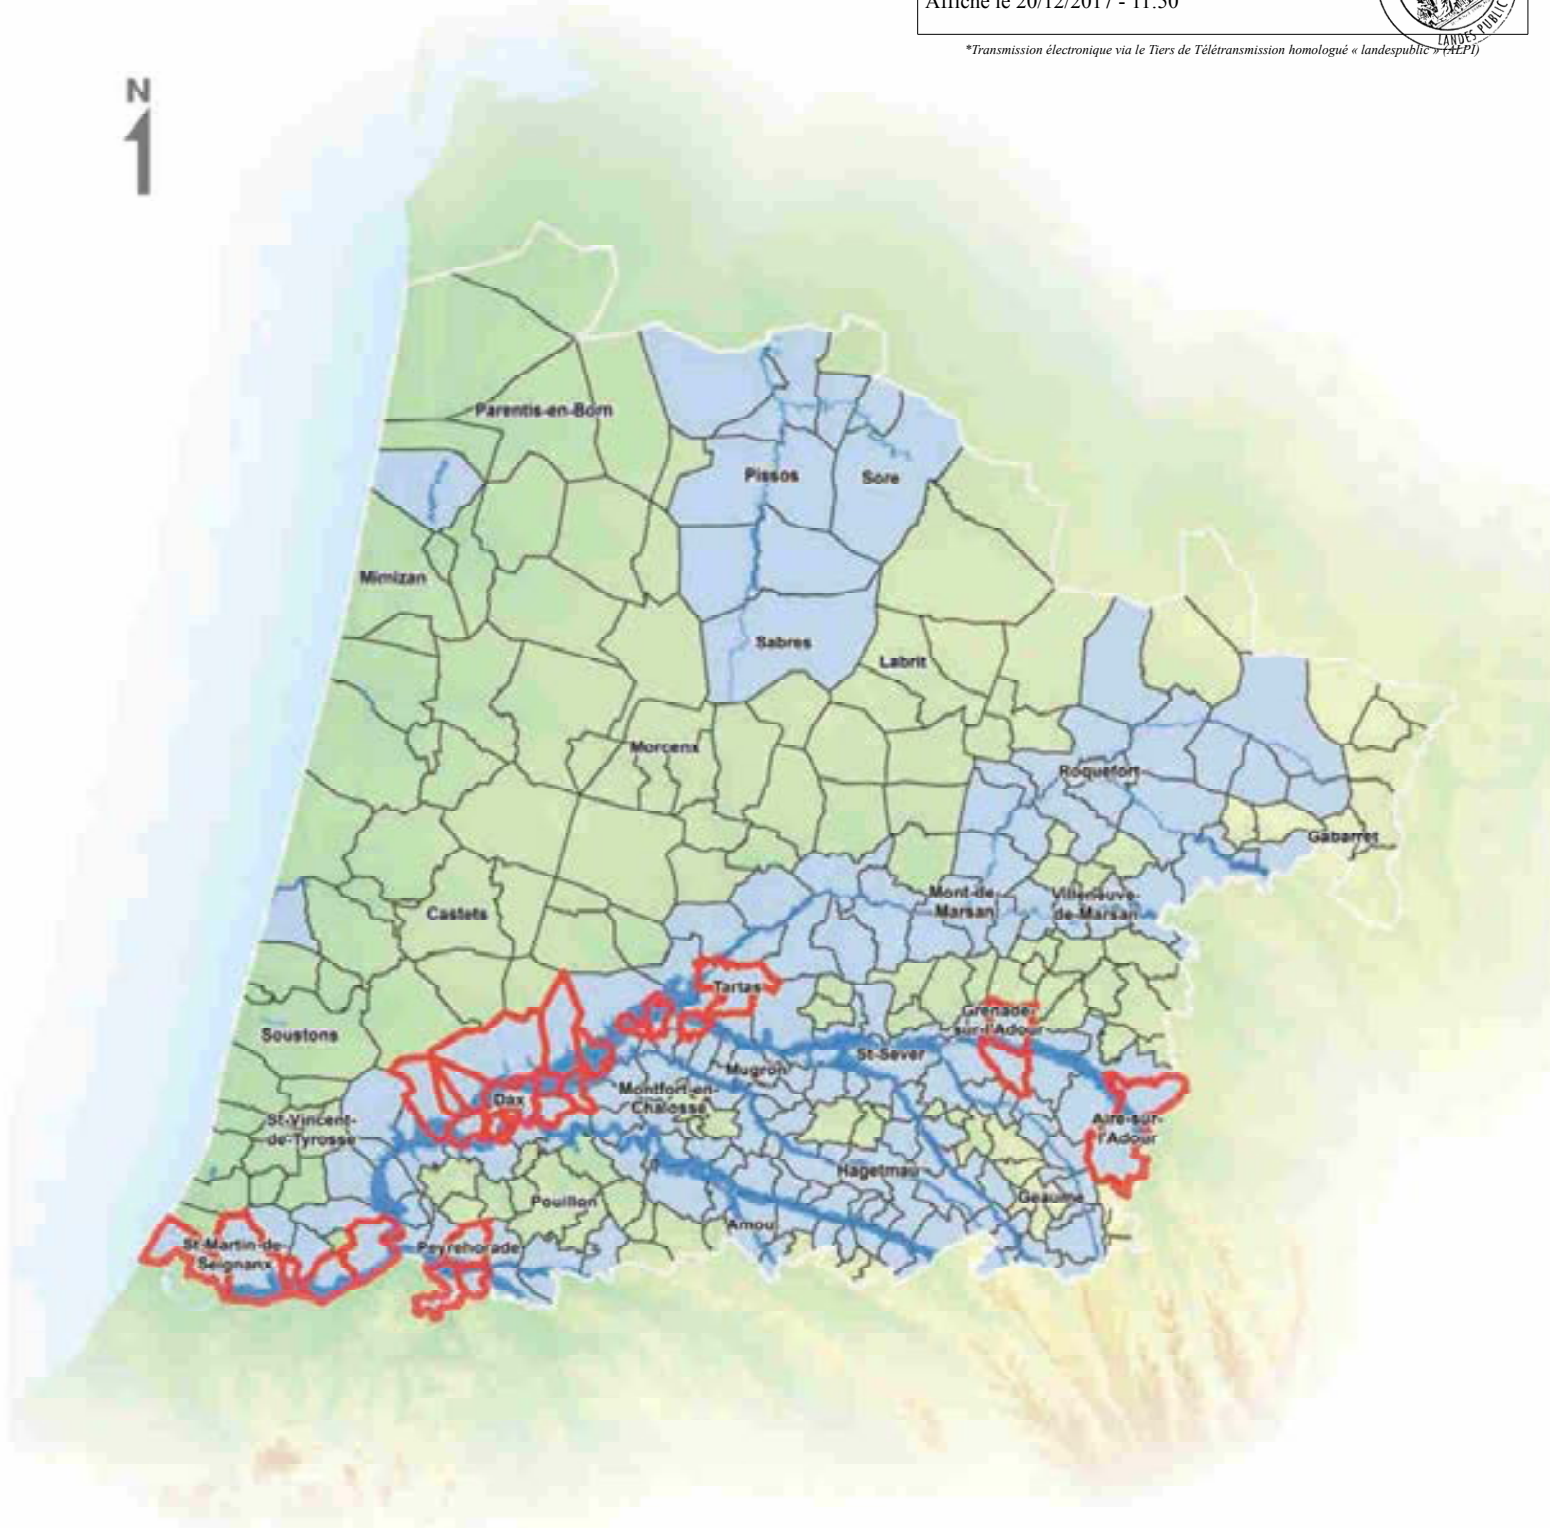 Affiché le 20/12/2017 - 11:30
LANDES PUBLIC
*Transmission électronique via le Tiers de Télétransmission homologué « landespublic » (ALPI)
N
Parentis-en-Born
Pissos
Sore
Mimizan
Sabres
Labrit
Morcenx
Roquefort
Gabarret
Mont-de-
Marsan
Villeneuve-
de-Marsan
Castets
Tartas
Grenade-
sur-l'Adour
Soustons
St-Sever
Mugron
Montfort-en-
Chalosse
Dax
St-Vincent-
de-Tyrosse
Aire-sur-
l'Adour
Hagetmau
Geaune
Pouillon
Amou
St-Martin-de-
Seignanx
Peyrehorade